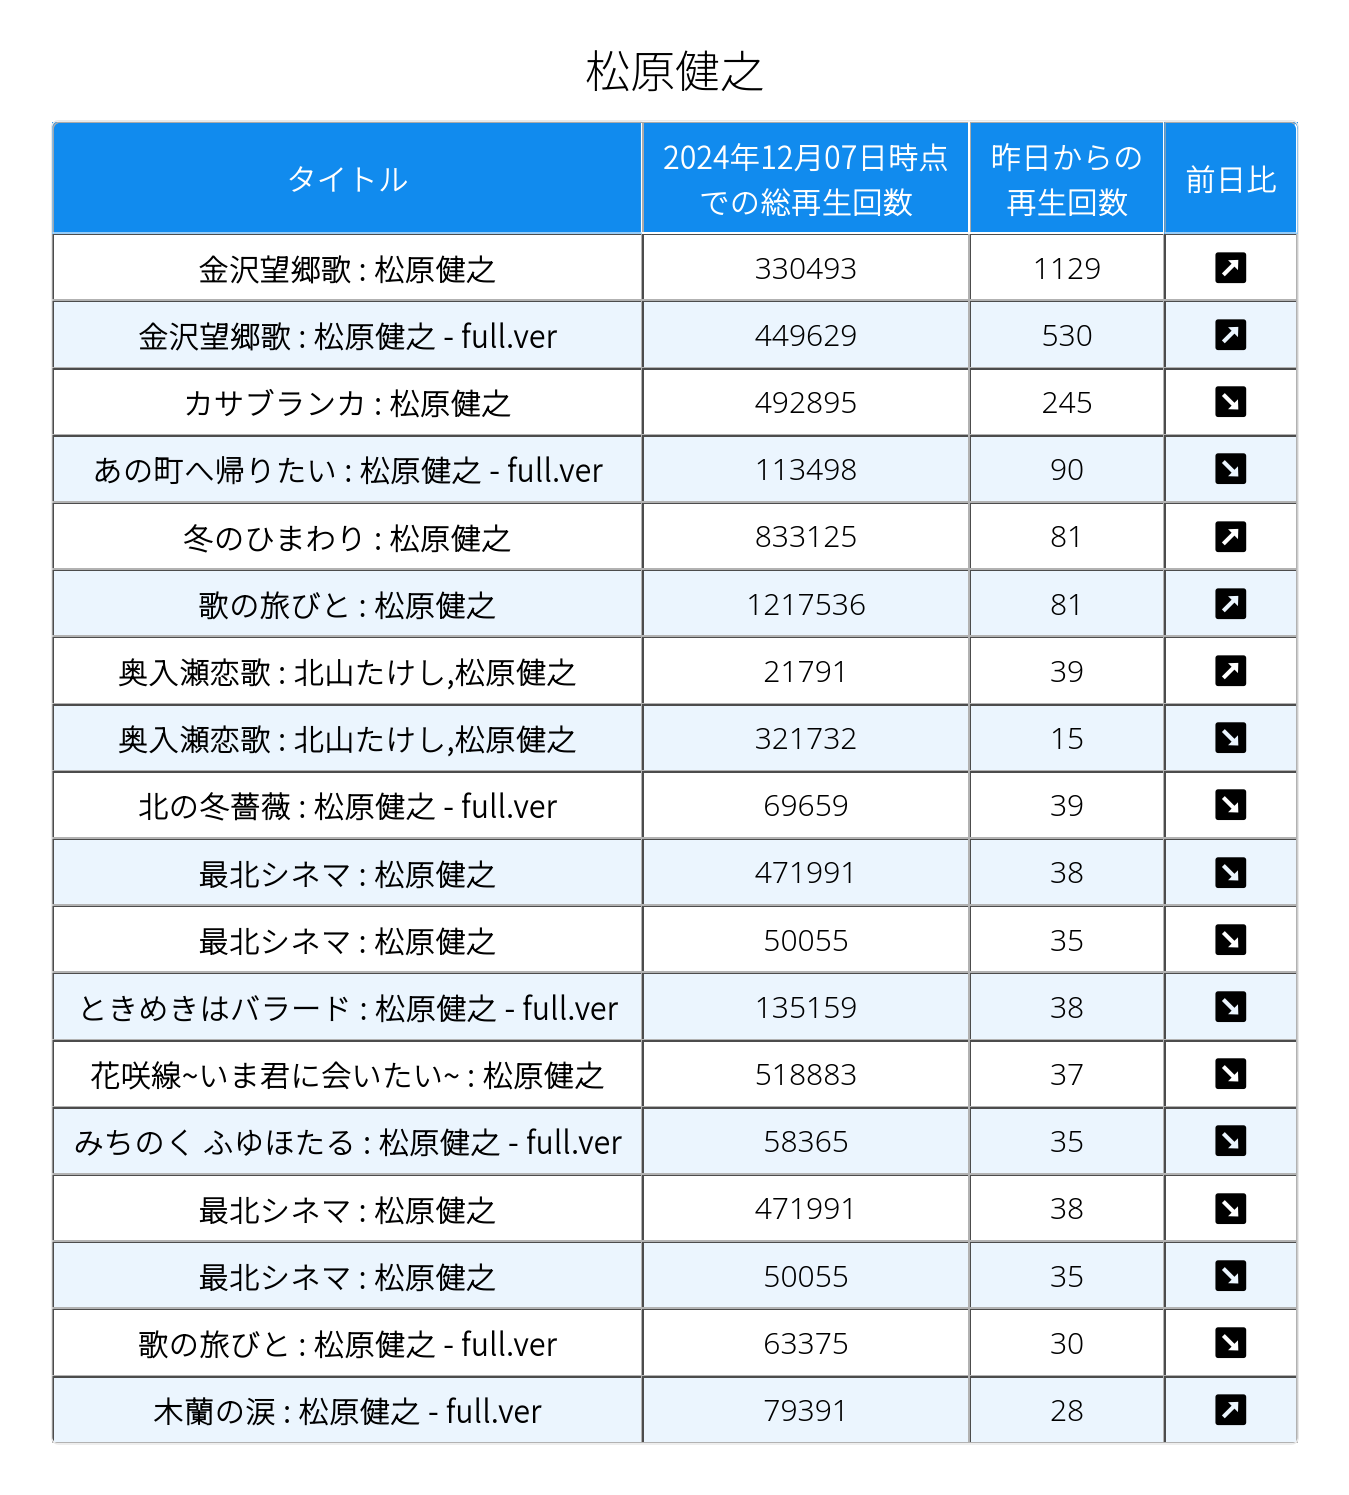 松原健之
タイトル 2024年12月07日時点での総再生回数 昨日からの再生回数 前日比
金沢望郷歌 : 松原健之 330493 1129 ↗
金沢望郷歌 : 松原健之 - full.ver 449629 530 ↗
カサブランカ : 松原健之 492895 245 ↘
あの町へ帰りたい : 松原健之 - full.ver 113498 90 ↘
冬のひまわり : 松原健之 833125 81 ↗
歌の旅びと : 松原健之 1217536 81 ↗
奥入瀬恋歌 : 北山たけし,松原健之 21791 39 ↗
奥入瀬恋歌 : 北山たけし,松原健之 321732 15 ↘
北の冬薔薇 : 松原健之 - full.ver 69659 39 ↘
最北シネマ : 松原健之 471991 38 ↘
最北シネマ : 松原健之 50055 35 ↘
ときめきはバラード : 松原健之 - full.ver 135159 38 ↘
花咲線~いま君に会いたい~ : 松原健之 518883 37 ↘
みちのく ふゆほたる : 松原健之 - full.ver 58365 35 ↘
最北シネマ : 松原健之 471991 38 ↘
最北シネマ : 松原健之 50055 35 ↘
歌の旅びと : 松原健之 - full.ver 63375 30 ↘
木蘭の涙 : 松原健之 - full.ver 79391 28 ↗